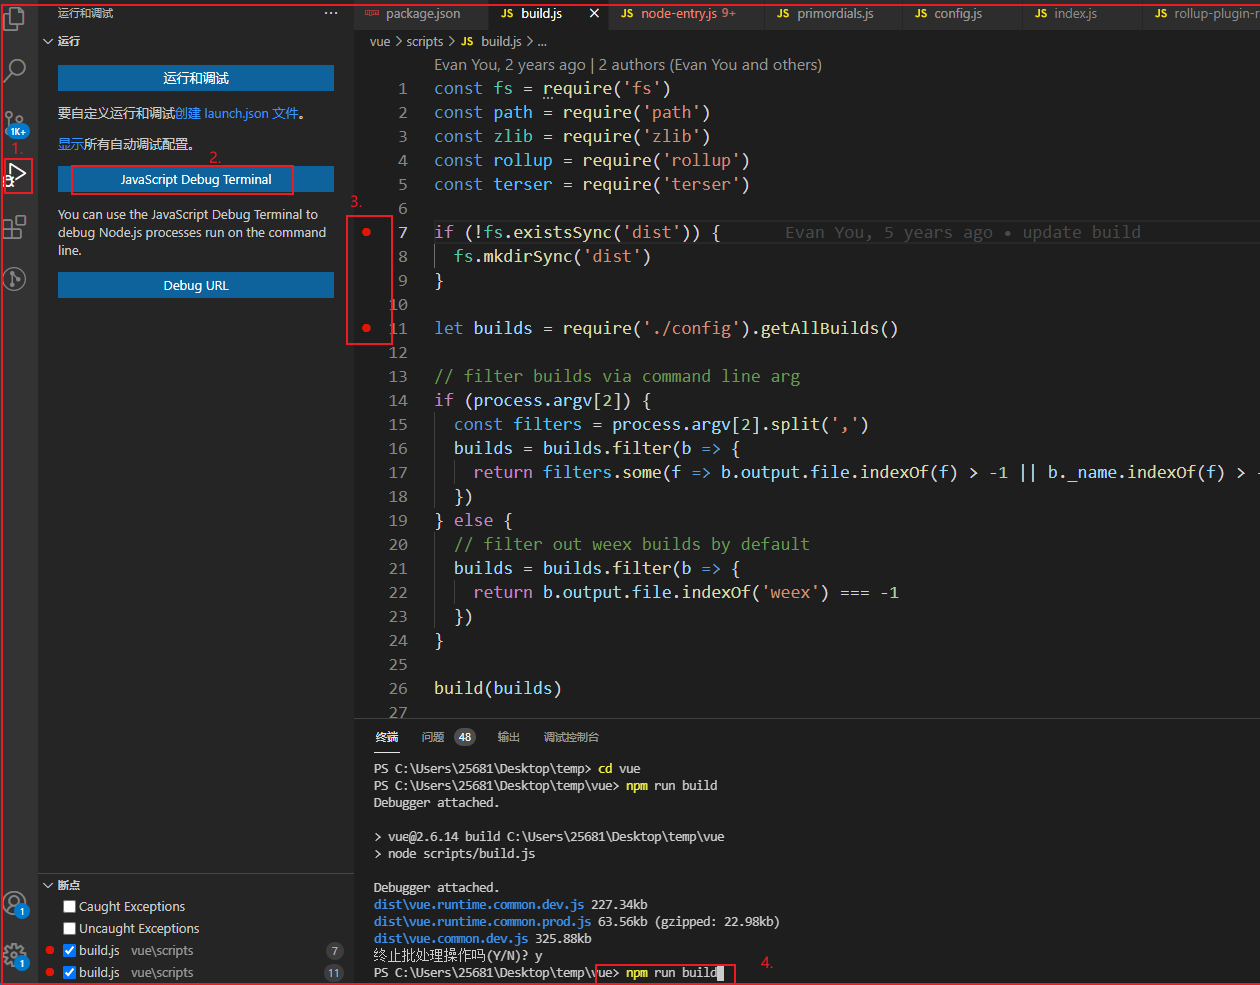 运行和调试 ···
运行
运行和调试
要自定义运行和调试创建 launch.json 文件。
显示所有自动调试配置。
1K+
1.
2.
JavaScript Debug Terminal
You can use the JavaScript Debug Terminal to
debug Node.js processes run on the command
line.
Debug URL
断点
Caught Exceptions
Uncaught Exceptions
build.js vue\scripts 7
build.js vue\scripts 11
1
1
package.json JS build.js JS node-entry.js 9+ JS primordials.js JS config.js JS index.js JS rollup-plugin-r
vue > scripts > JS build.js > ...
Evan You, 2 years ago | 2 authors (Evan You and others)
3.
1 const fs = require('fs')
2 const path = require('path')
3 const zlib = require('zlib')
4 const rollup = require('rollup')
5 const terser = require('terser')
6
7 if (!fs.existsSync('dist')) { Evan You, 5 years ago • update build
8 fs.mkdirSync('dist')
9 }
10
11 let builds = require('./config').getAllBuilds()
12
13 // filter builds via command line arg
14 if (process.argv[2]) {
15 const filters = process.argv[2].split(',')
16 builds = builds.filter(b => {
17 return filters.some(f => b.output.file.indexOf(f) > -1 || b._name.indexOf(f) > -
18 })
19 } else {
20 // filter out weex builds by default
21 builds = builds.filter(b => {
22 return b.output.file.indexOf('weex') === -1
23 })
24 }
25
26 build(builds)
27
终端 问题 48 输出 调试控制台
PS C:\Users\25681\Desktop\temp> cd vue
PS C:\Users\25681\Desktop\temp\vue> npm run build
Debugger attached.
> vue@2.6.14 build C:\Users\25681\Desktop\temp\vue
> node scripts/build.js
Debugger attached.
dist\vue.runtime.common.dev.js 227.34kb
dist\vue.runtime.common.prod.js 63.56kb (gzipped: 22.98kb)
dist\vue.common.dev.js 325.88kb
终止批处理操作吗(Y/N)? y
PS C:\Users\25681\Desktop\temp\vue> npm run build
4.